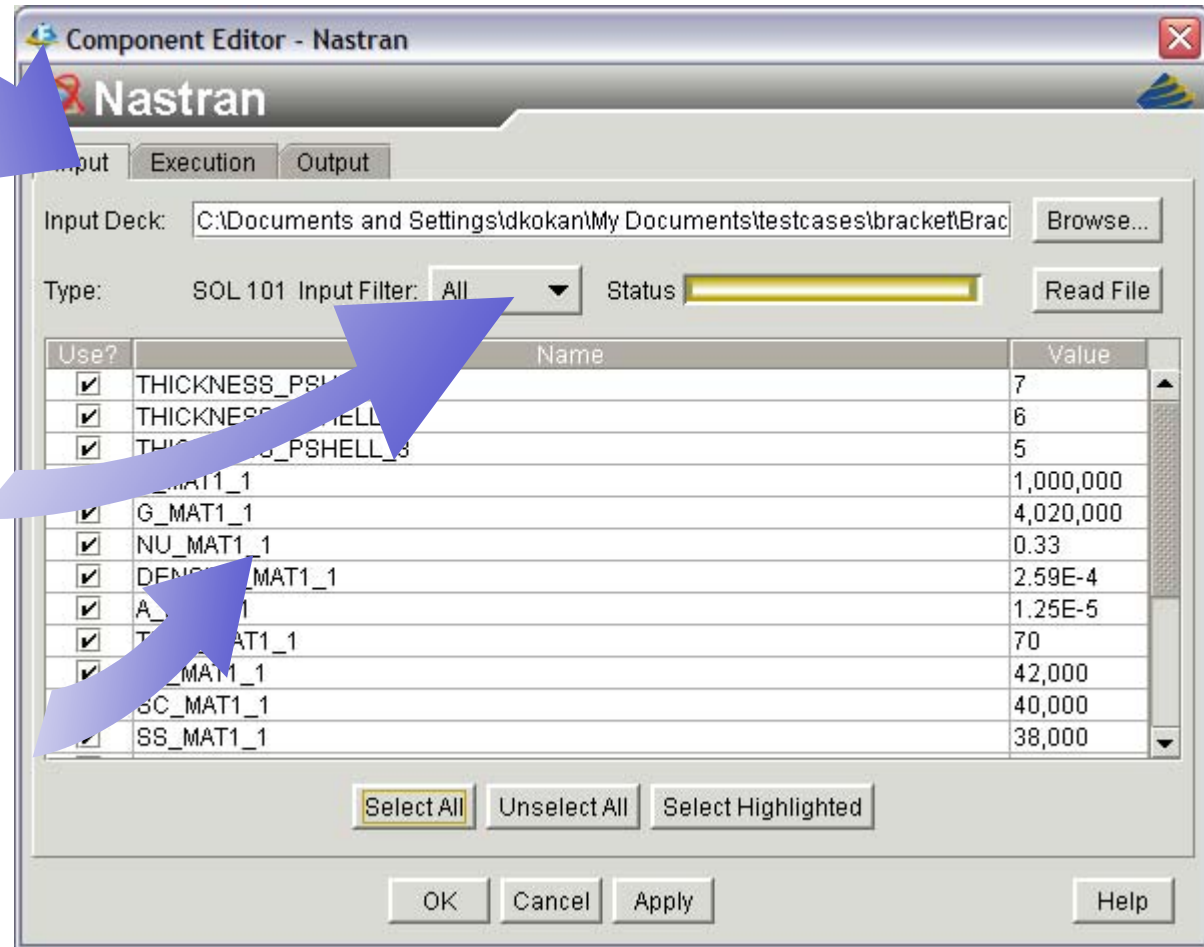 Component Editor - Nastran
Nastran
Execution Output
Input Deck: C:\Documents and Settings\dkokan\My Documents\testcases\bracket\Brac Browse...
Type: SOL 101 Input Filter: All Status Read File
Use? Name Value
7
6
5
1,000,000
G_MAT1_1 4,020,000
NU_MAT1_1 0.33
2.59E-4
1.25E-5
70
42,000
SC_MAT1_1 40,000
SS_MAT1_1 38,000
Select All Unselect All Select Highlighted
OK Cancel Apply Help